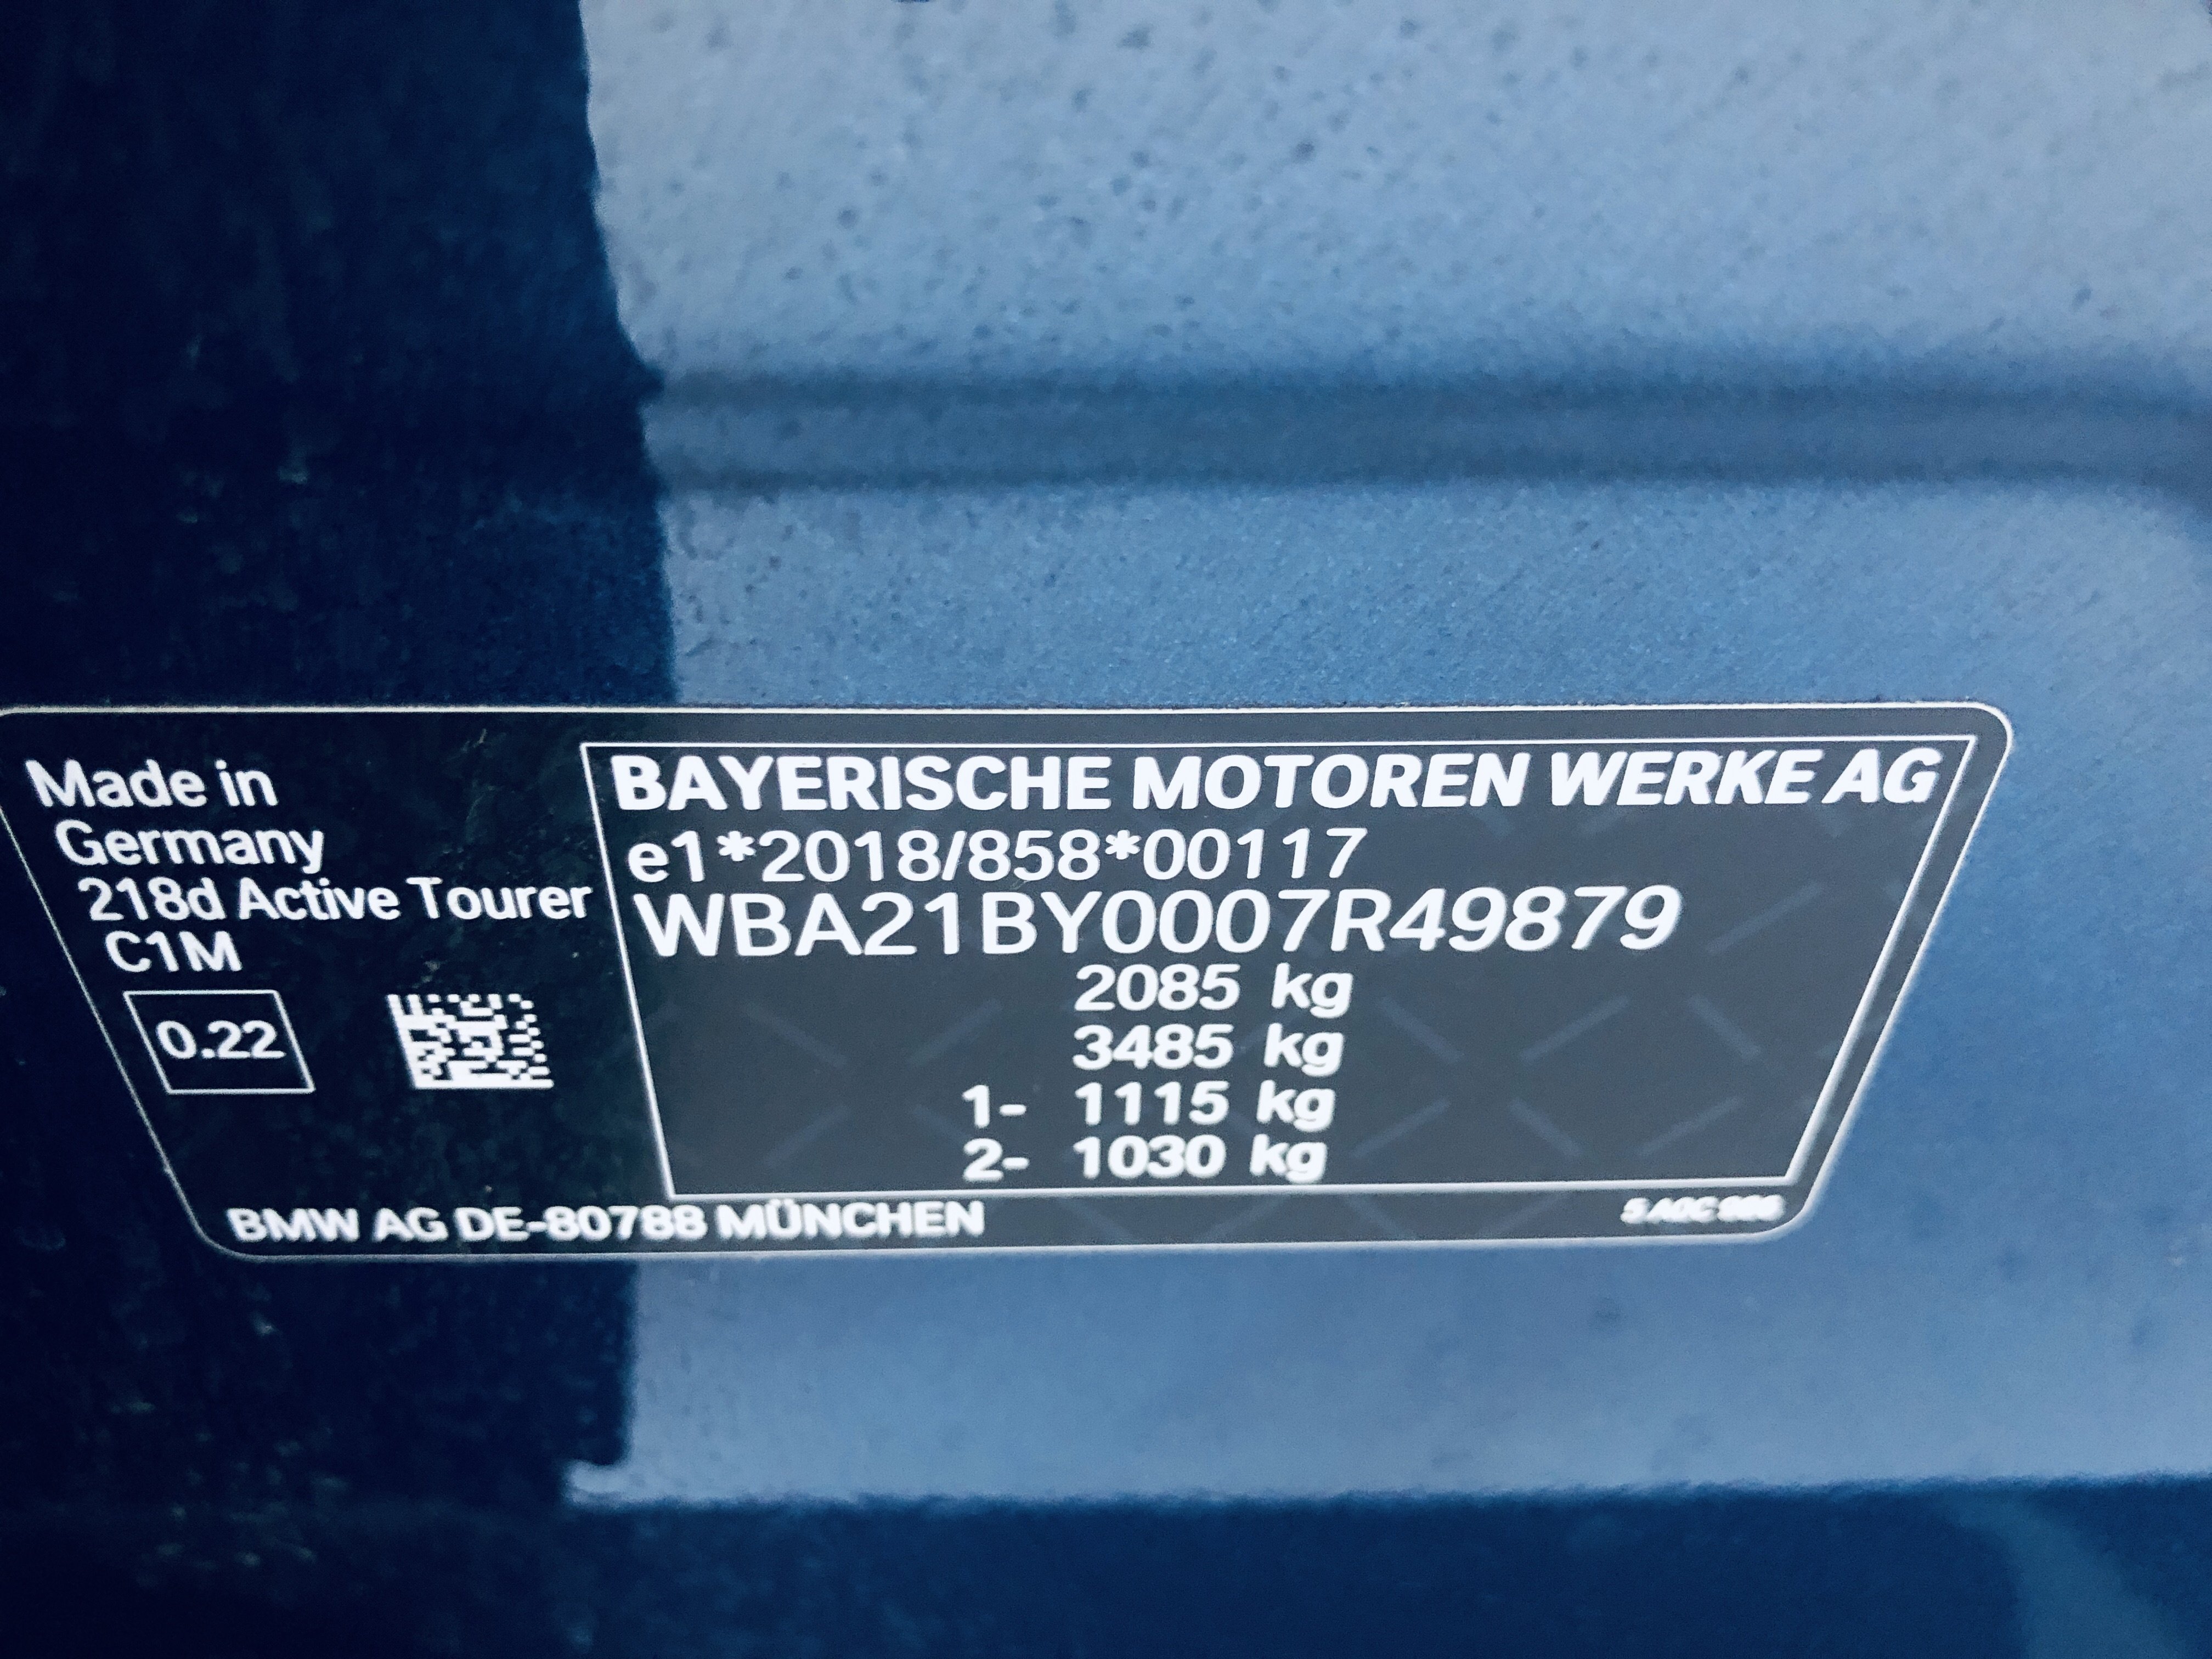 Made in
Germany
218d Active Tourer
C1M
0.22
BAYERISCHE MOTOREN WERKE AG
e1*2018/858*00117
WBA21BY0007R49879
2085 kg
3485 kg
1- 1115 kg
2- 1030 kg
BMW AG DE-80788 MÜNCHEN